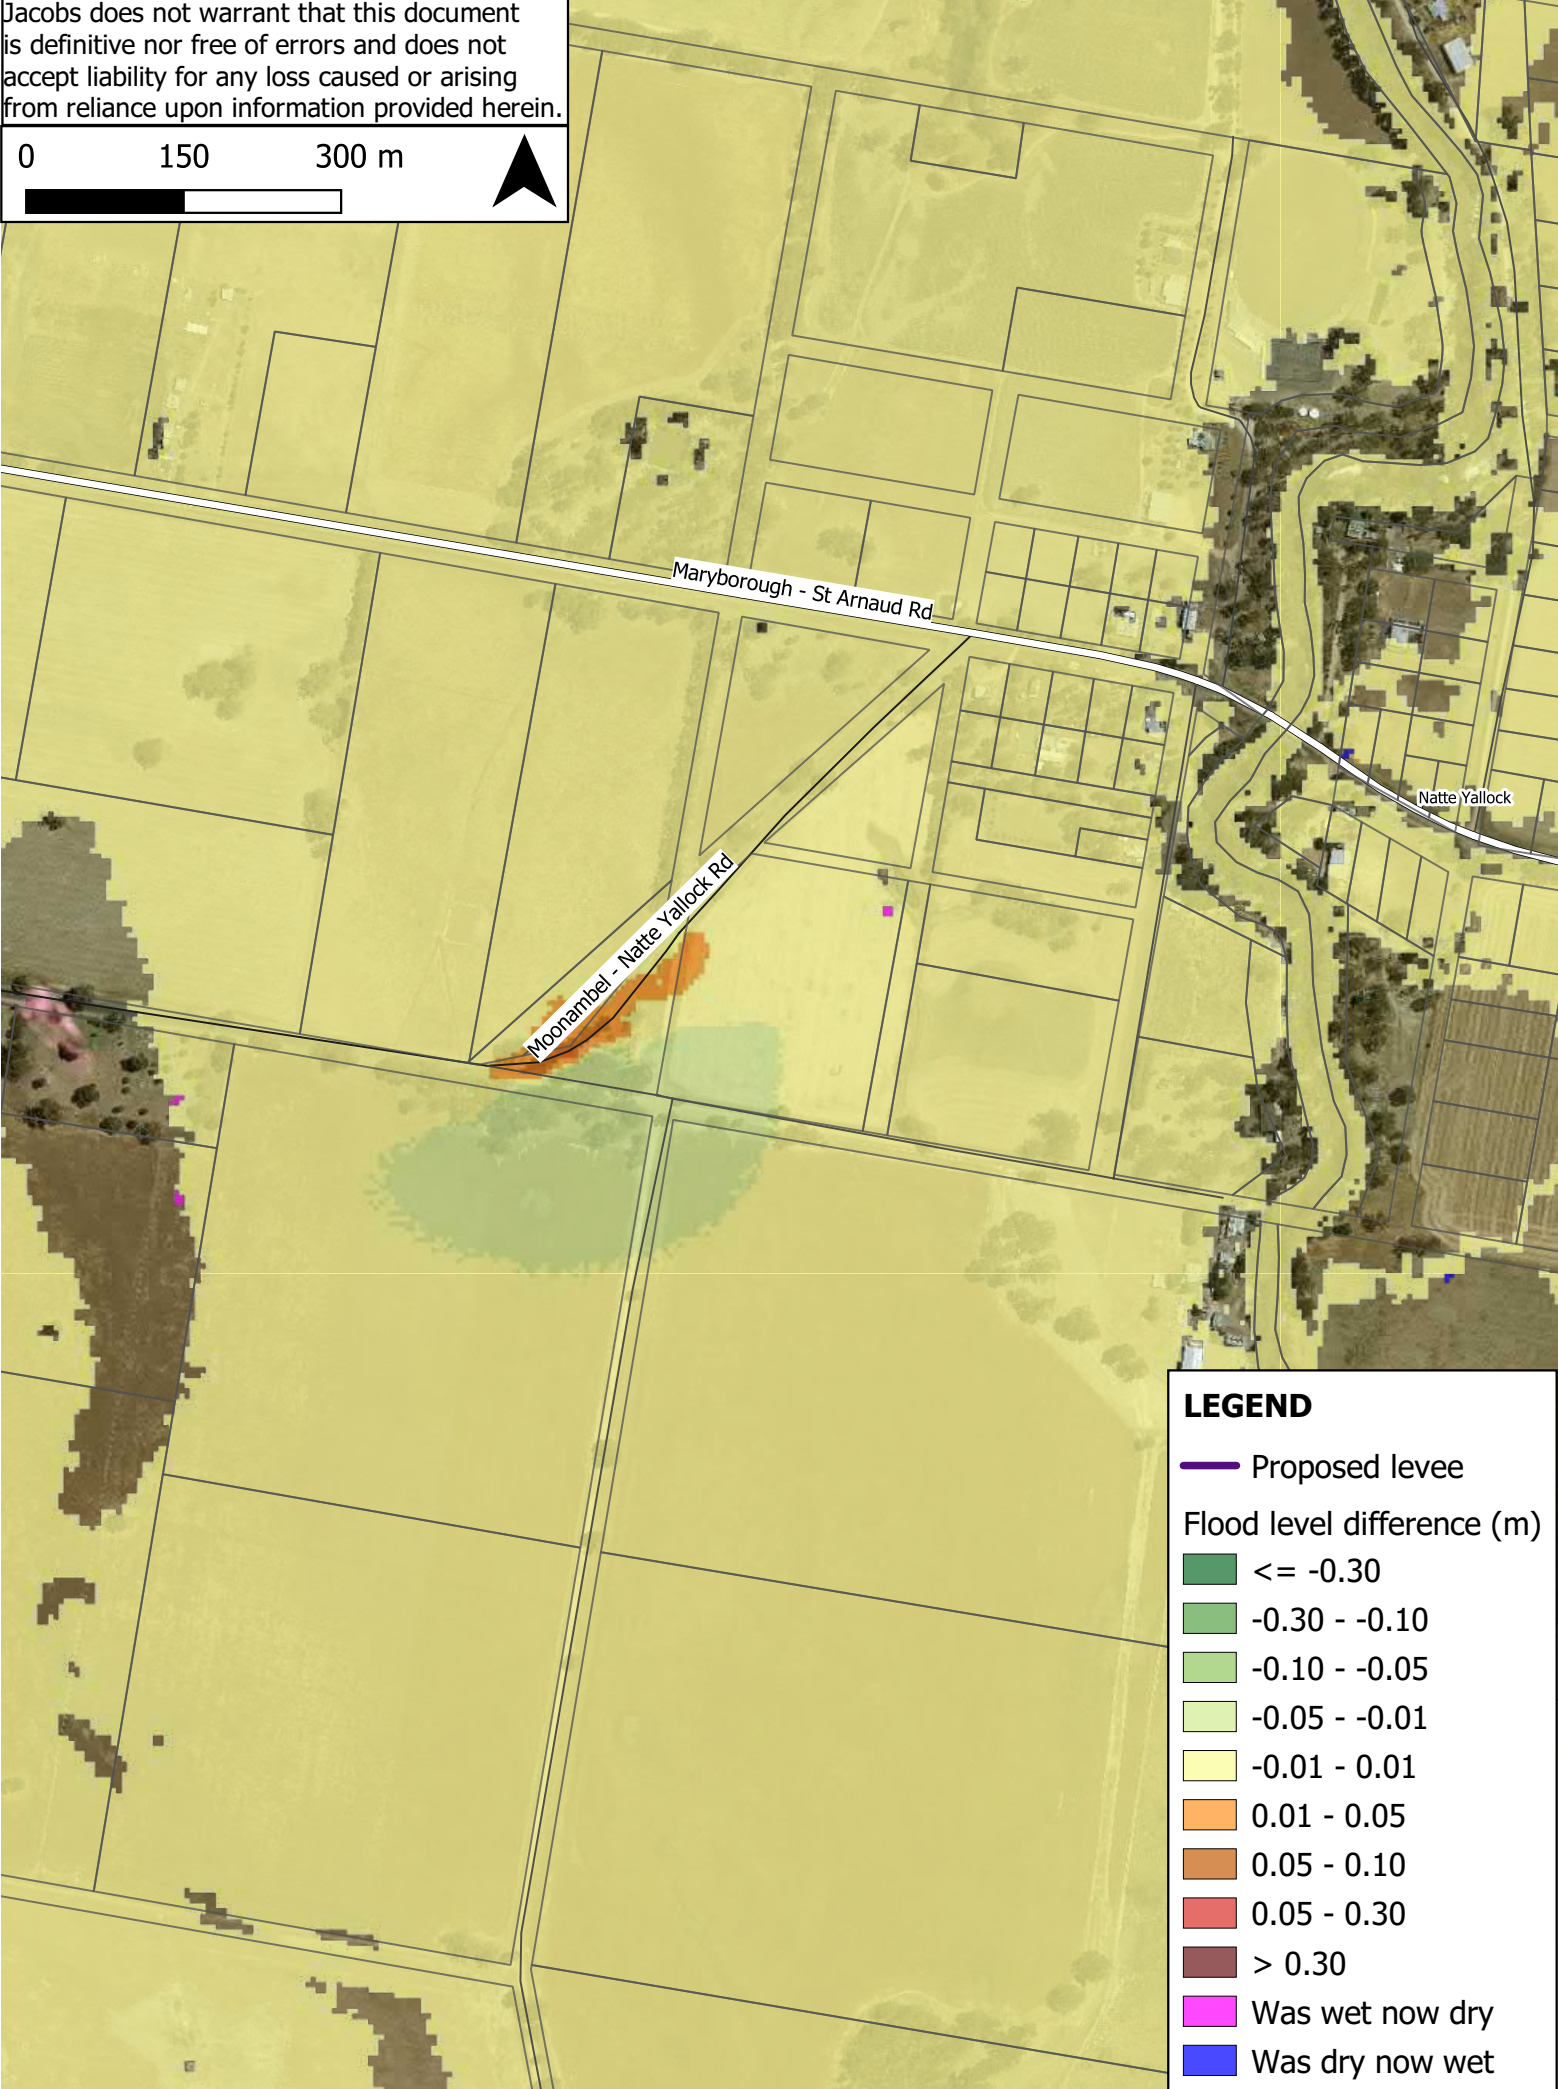 Jacobs does not warrant that this document
is definitive nor free of errors and does not
accept liability for any loss caused or arising
from reliance upon information provided herein.
0 150 300 m
Maryborough - St Arnaud Rd
Natte Yallock
Moonambel - Natte Yallock Rd
LEGEND
Proposed levee
Flood level difference (m)
<= -0.30
-0.30 - -0.10
-0.10 - -0.05
-0.05 - -0.01
-0.01 - 0.01
0.01 - 0.05
0.05 - 0.10
0.05 - 0.30
> 0.30
Was wet now dry
Was dry now wet